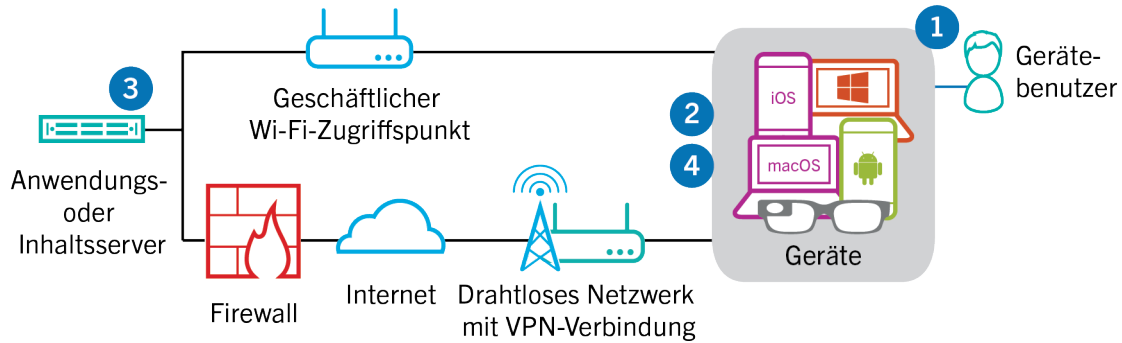 1
Geräte-
benutzer
3
iOS
Geschäftlicher
Wi-Fi-Zugriffspunkt
2
4
macOS
Anwendungs-
oder
Inhaltsserver
Geräte
Firewall
Internet
Drahtloses Netzwerk
mit VPN-Verbindung